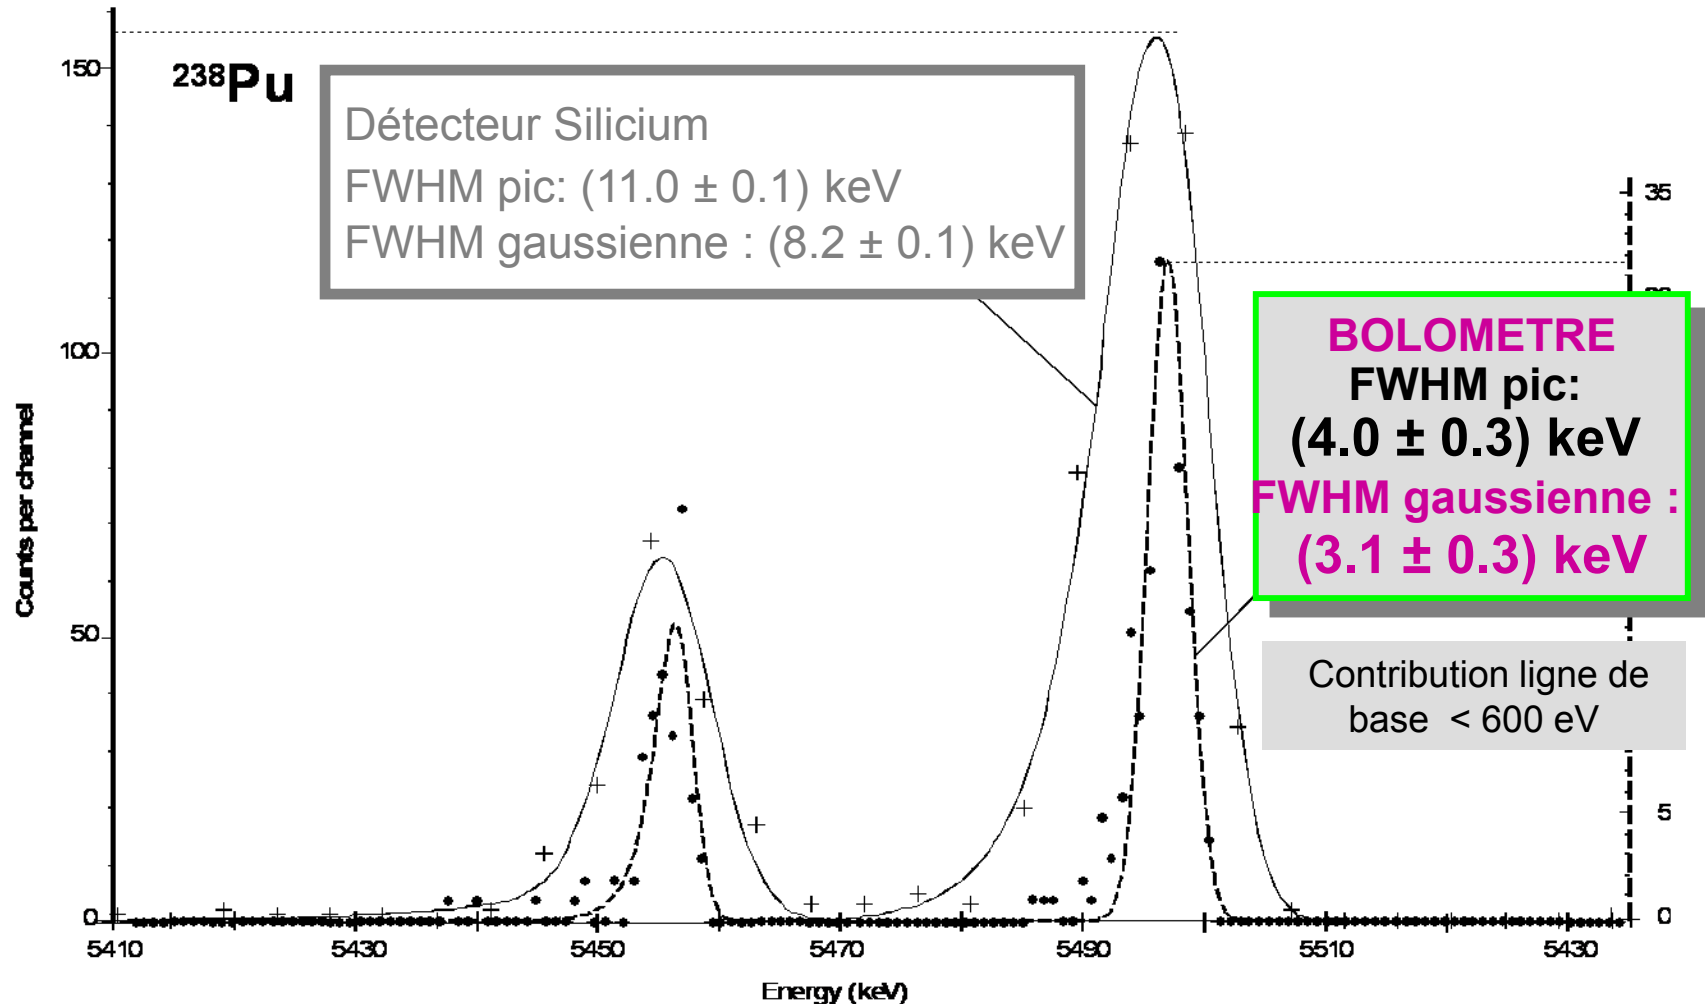 150
²³⁸Pu
Détecteur Silicium
FWHM pic: (11.0 ± 0.1) keV
FWHM gaussienne : (8.2 ± 0.1) keV
35
BOLOMETRE
FWHM pic:
(4.0 ± 0.3) keV
FWHM gaussienne :
(3.1 ± 0.3) keV
100
Counts per channel
50
Contribution ligne de
base < 600 eV
5
0
0
5410
5430
5450
5470
5490
5510
5430
Energy (keV)